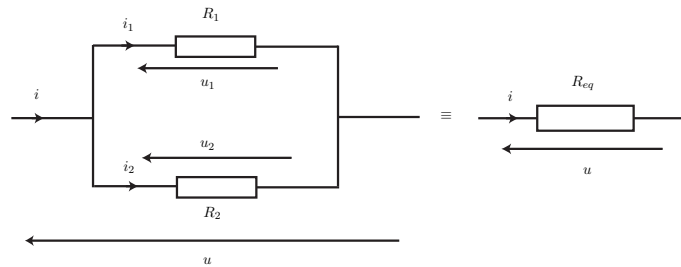 R₁
i₁
u₁
i
R_eq
≡
i
u₂
i₂
u
R₂
u